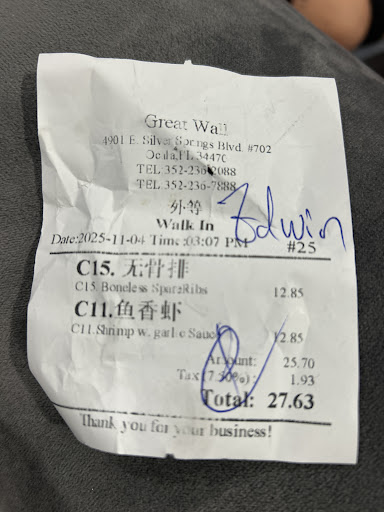 Great Wall
4901 E. Silver Springs Blvd. #702
Ocala,FL 34470
TEL 352-236-2088
TEL 352-236-7888
外等
Walk In
Edwin
Date:2025-11-04 Time:03:07 PM #25
C15. 无骨排
C15. Boneless SpareRibs 12.85
C11.鱼香虾
C11.Shrimp w. garlic Sauce 12.85
Amount: 25.70
Tax (7.50%): 1.93
Total: 27.63
Thank you for your business!